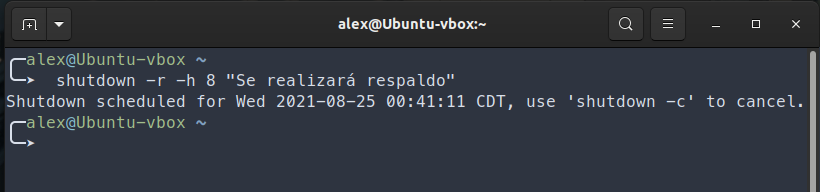 alex@Ubuntu-vbox:~
alex@Ubuntu-vbox ~
shutdown -r -h 8 "Se realizará respaldo"
Shutdown scheduled for Wed 2021-08-25 00:41:11 CDT, use 'shutdown -c' to cancel.
alex@Ubuntu-vbox ~